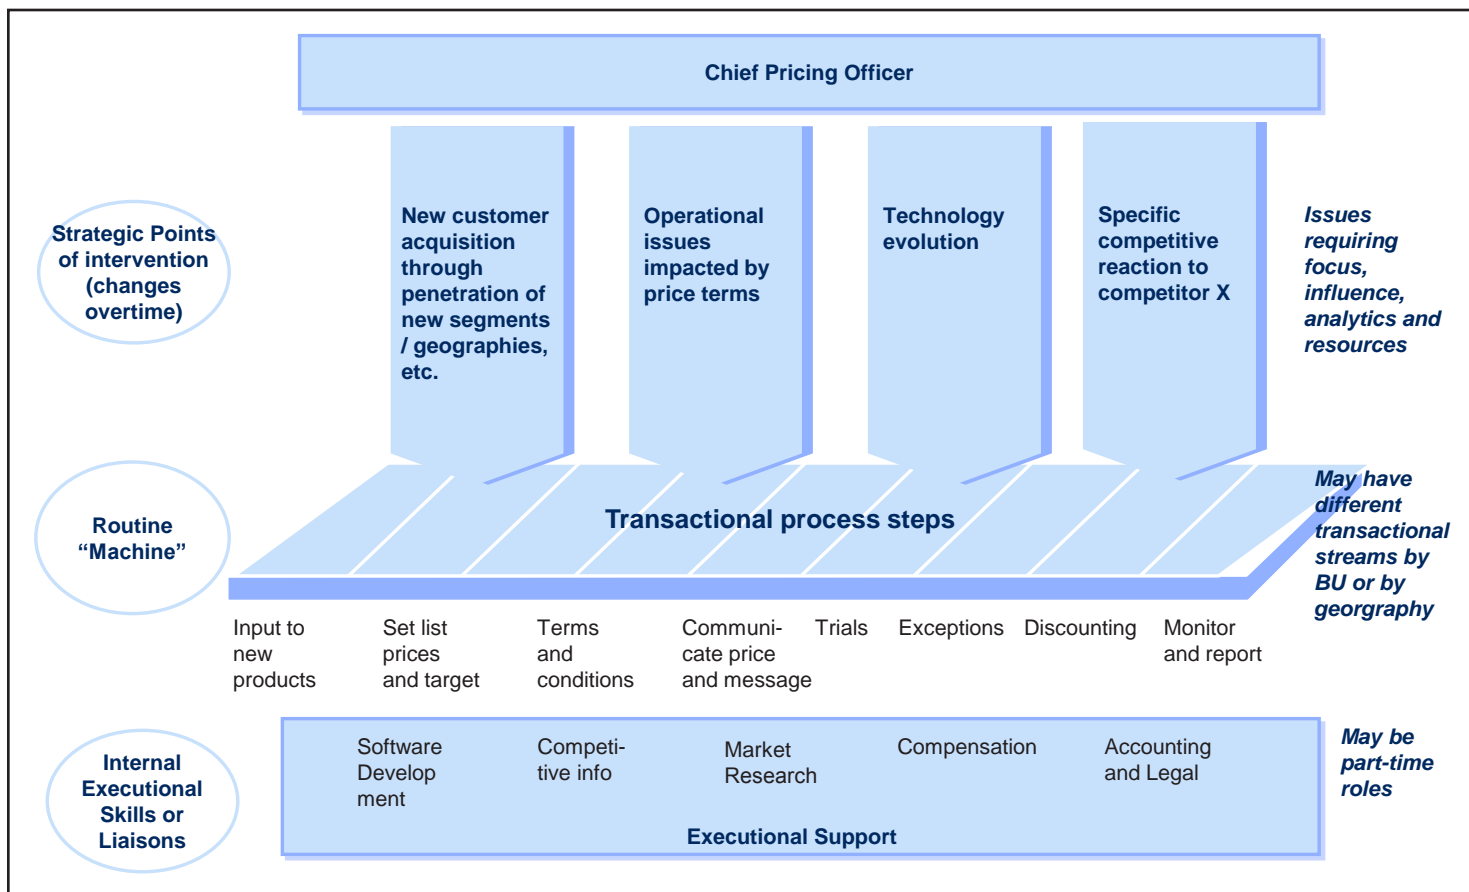 Chief Pricing Officer
Strategic Points
of intervention
(changes
overtime)
New customer
acquisition
through
penetration of
new segments
/ geographies,
etc.
Operational
issues
impacted by
price terms
Technology
evolution
Specific
competitive
reaction to
competitor X
Issues
requiring
focus,
influence,
analytics and
resources
Routine
“Machine”
Transactional process steps
May have
different
transactional
streams by
BU or by
georgraphy
Input to
new
products
Set list
prices
and target
Terms
and
conditions
Communi-
cate price
and message
Trials
Exceptions
Discounting
Monitor
and report
Internal
Executional
Skills or
Liaisons
Software
Develop
ment
Competi-
tive info
Market
Research
Compensation
Accounting
and Legal
Executional Support
May be
part-time
roles